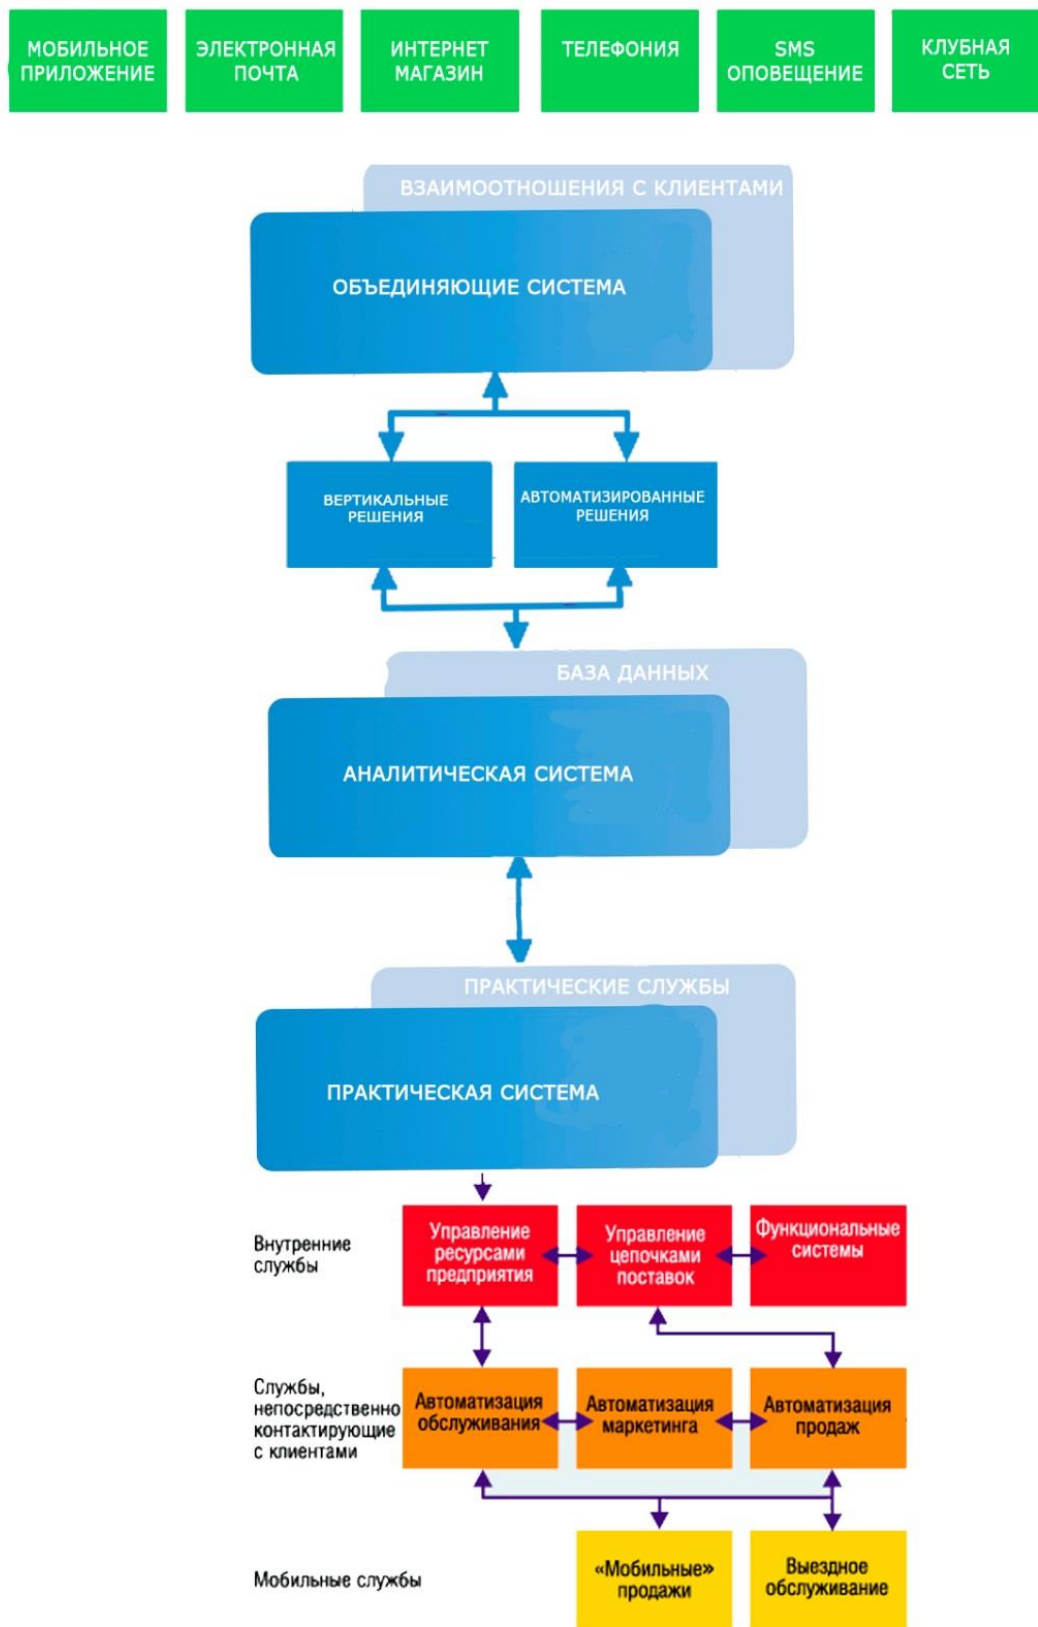 МОБИЛЬНОЕ
ПРИЛОЖЕНИЕ
ЭЛЕКТРОННАЯ
ПОЧТА
ИНТЕРНЕТ
МАГАЗИН
ТЕЛЕФОНИЯ
SMS
ОПОВЕЩЕНИЕ
КЛУБНАЯ
СЕТЬ
ВЗАИМООТНОШЕНИЯ С КЛИЕНТАМИ
ОБЪЕДИНЯЮЩИЕ СИСТЕМА
ВЕРТИКАЛЬНЫЕ
РЕШЕНИЯ
АВТОМАТИЗИРОВАННЫЕ
РЕШЕНИЯ
БАЗА ДАННЫХ
АНАЛИТИЧЕСКАЯ СИСТЕМА
ПРАКТИЧЕСКИЕ СЛУЖБЫ
ПРАКТИЧЕСКАЯ СИСТЕМА
Внутренние
службы
Управление
ресурсами
предприятия
Управление
цепочками
поставок
Функциональные
системы
Службы,
непосредственно
контактирующие
с клиентами
Автоматизация
обслуживания
Автоматизация
маркетинга
Автоматизация
продаж
Мобильные службы
«Мобильные»
продажи
Выездное
обслуживание